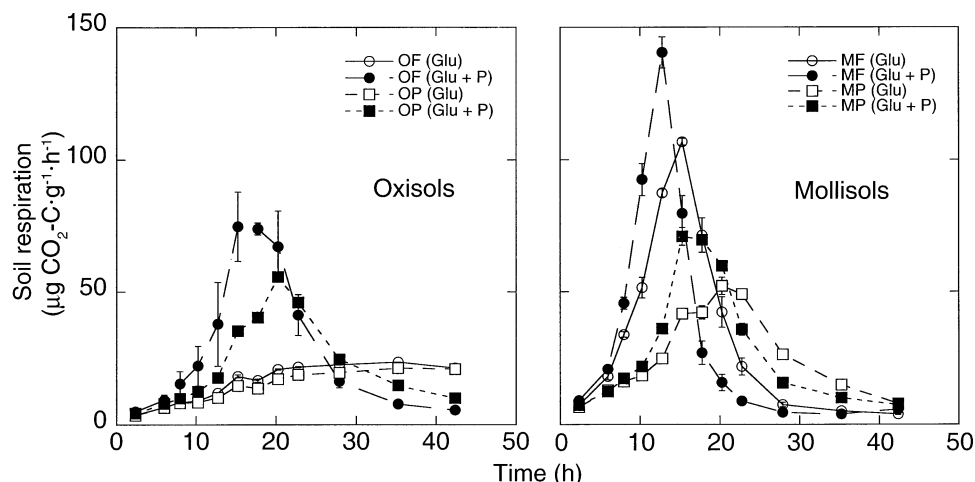 150
100
50
0
Soil respiration
(µg CO₂-C·g⁻¹·h⁻¹)
OF (Glu)
OF (Glu + P)
OP (Glu)
OP (Glu + P)
Oxisols
0 10 20 30 40 50
MF (Glu)
MF (Glu + P)
MP (Glu)
MP (Glu + P)
Mollisols
0 10 20 30 40 50
Time (h)